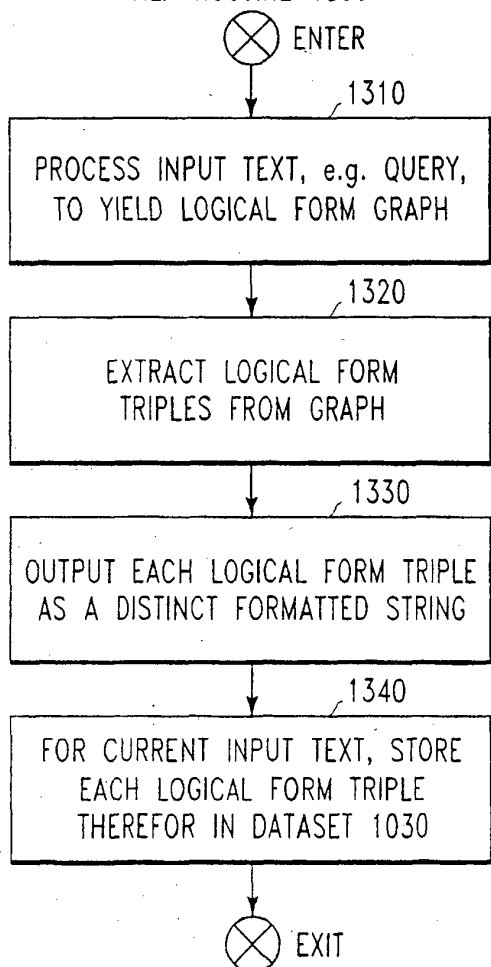 ENTER
1310
PROCESS INPUT TEXT, e.g. QUERY,
TO YIELD LOGICAL FORM GRAPH
1320
EXTRACT LOGICAL FORM
TRIPLES FROM GRAPH
1330
OUTPUT EACH LOGICAL FORM TRIPLE
AS A DISTINCT FORMATTED STRING
1340
FOR CURRENT INPUT TEXT, STORE
EACH LOGICAL FORM TRIPLE
THEREFOR IN DATASET 1030
EXIT